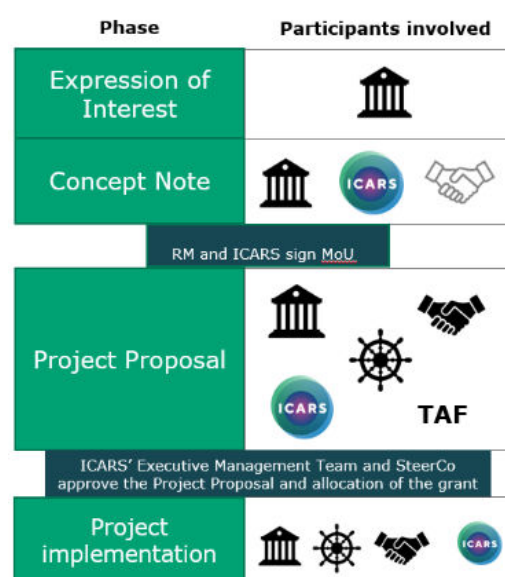 Phase
Participants involved
Expression of
Interest
Concept Note
ICARS
RM and ICARS sign MoU
Project Proposal
ICARS
TAF
ICARS’ Executive Management Team and SteerCo
approve the Project Proposal and allocation of the grant
Project
implementation
ICARS